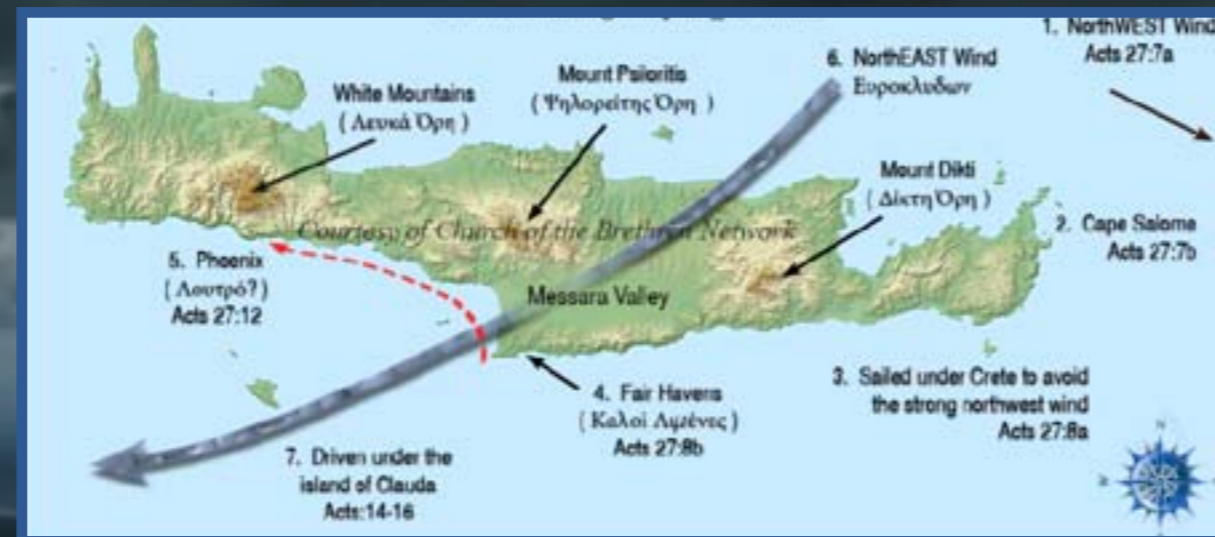 1. NorthWEST Wind
Acts 27:7a
6. NorthEAST Wind
Ευροκλυδων
Mount Psiloritis
( Ψηλορείτης Όρη )
White Mountains
( Λευκά Όρη )
Mount Dikti
( Δίκτη Όρη )
Courtesy of Church of the Brethren Network
2. Cape Salome
Acts 27:7b
5. Phoenix
( Λουτρό? )
Acts 27:12
Messara Valley
4. Fair Havens
( Καλοί Λιμένες )
Acts 27:8b
3. Sailed under Crete to avoid
the strong northwest wind
Acts 27:8a
7. Driven under the
island of Clauda
Acts:14-16